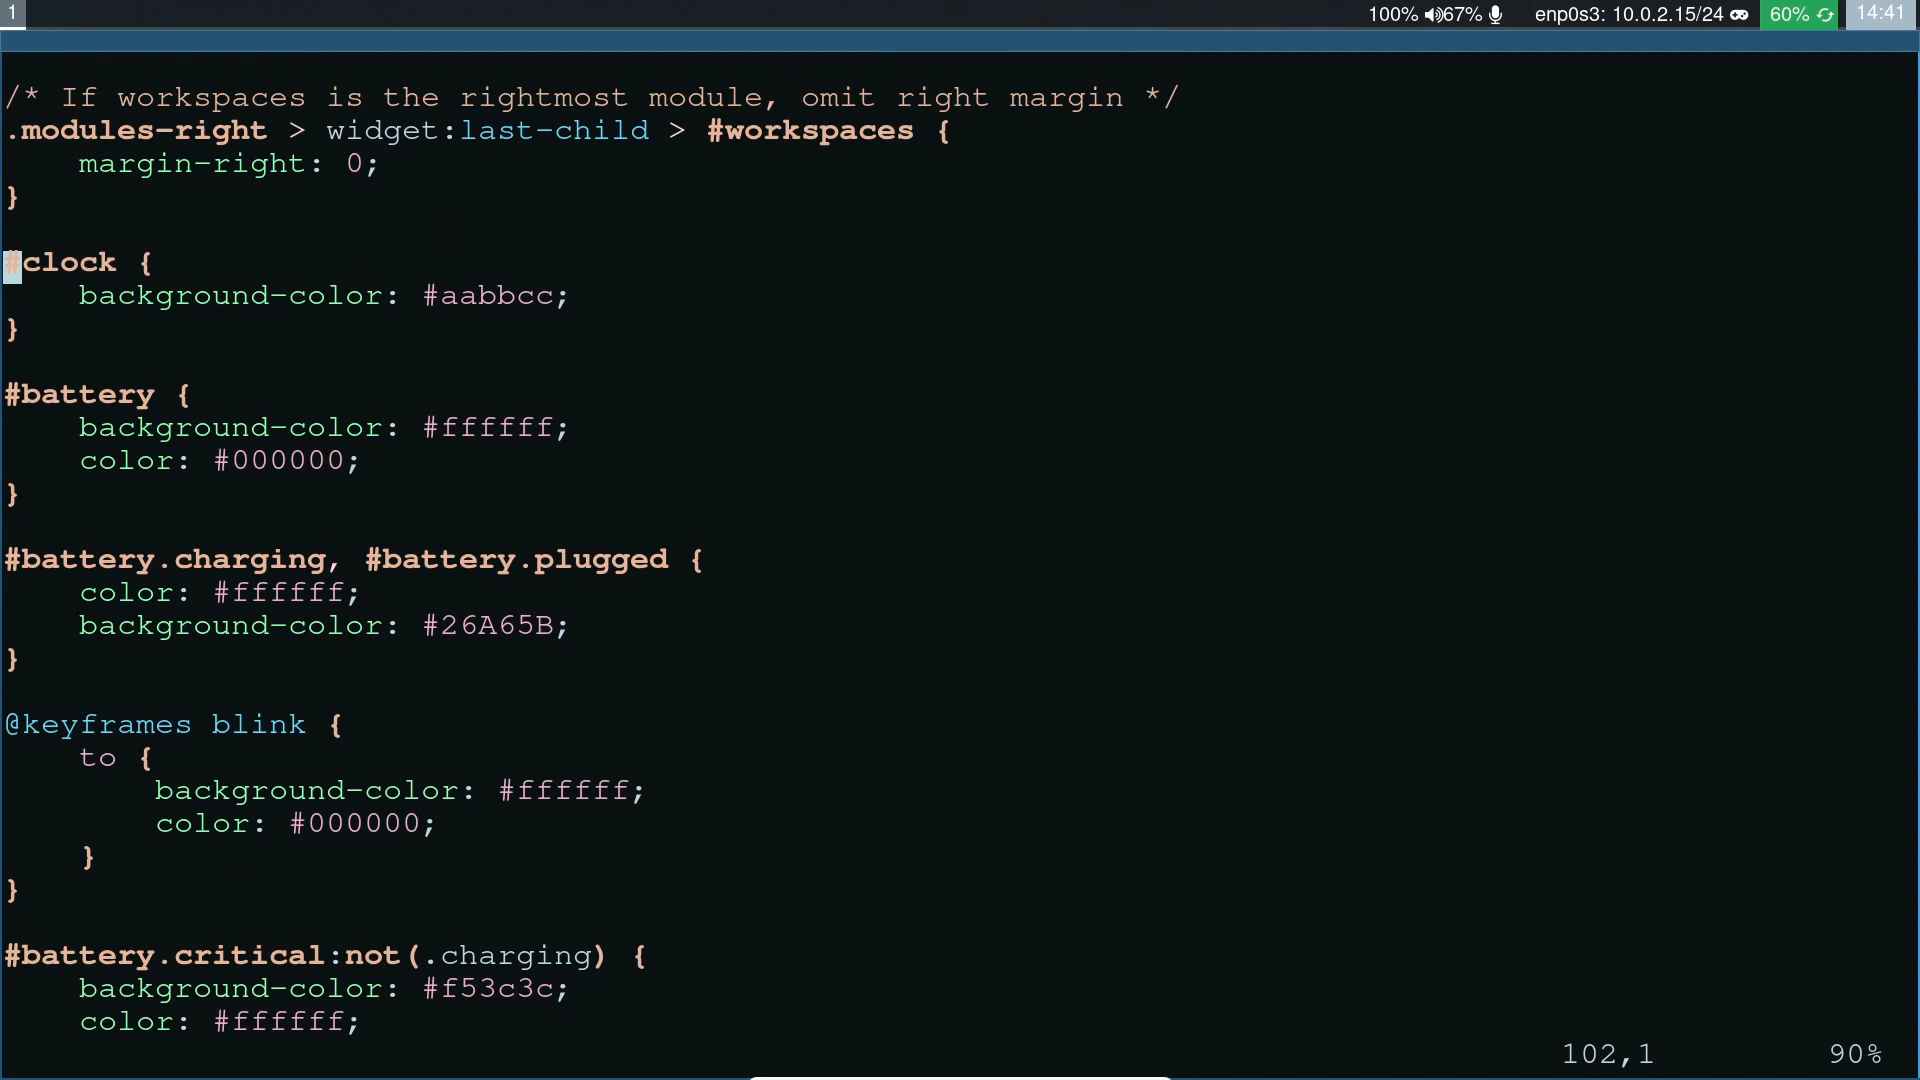 1 100% 67% enp0s3: 10.0.2.15/24 60% 14:41
/* If workspaces is the rightmost module, omit right margin */
.modules-right > widget:last-child > #workspaces {
    margin-right: 0;
}
#clock {
    background-color: #aabbcc;
}
#battery {
    background-color: #ffffff;
    color: #000000;
}
#battery.charging, #battery.plugged {
    color: #ffffff;
    background-color: #26A65B;
}
@keyframes blink {
    to {
        background-color: #ffffff;
        color: #000000;
    }
}
#battery.critical:not(.charging) {
    background-color: #f53c3c;
    color: #ffffff;
102,1 90%